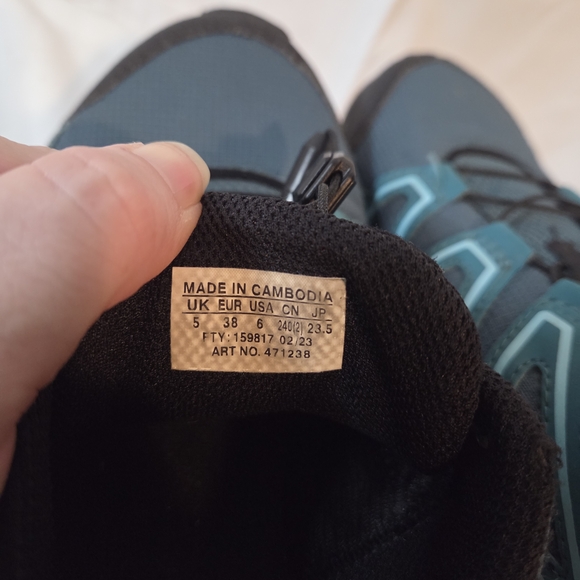 MADE IN CAMBODIA
UK EUR USA CN JP
5 38 6 240(2) 23.5
FTY: 159817 02/23
ART NO. 471238